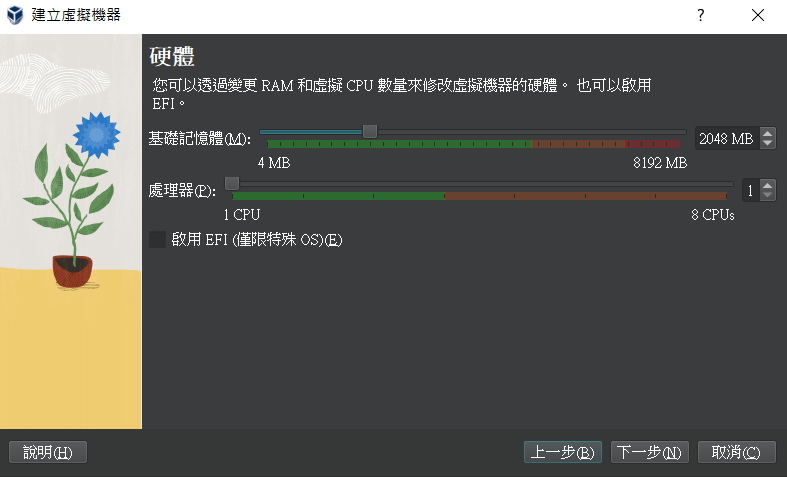 建立虛擬機器
硬體
您可以透過變更 RAM 和虛擬 CPU 數量來修改虛擬機器的硬體。 也可以啟用
EFI。
基礎記憶體(M): 2048 MB
4 MB 8192 MB
處理器(P): 1
1 CPU 8 CPUs
啟用 EFI (僅限特殊 OS)(E)
說明(H) 上一步(B) 下一步(N) 取消(C)